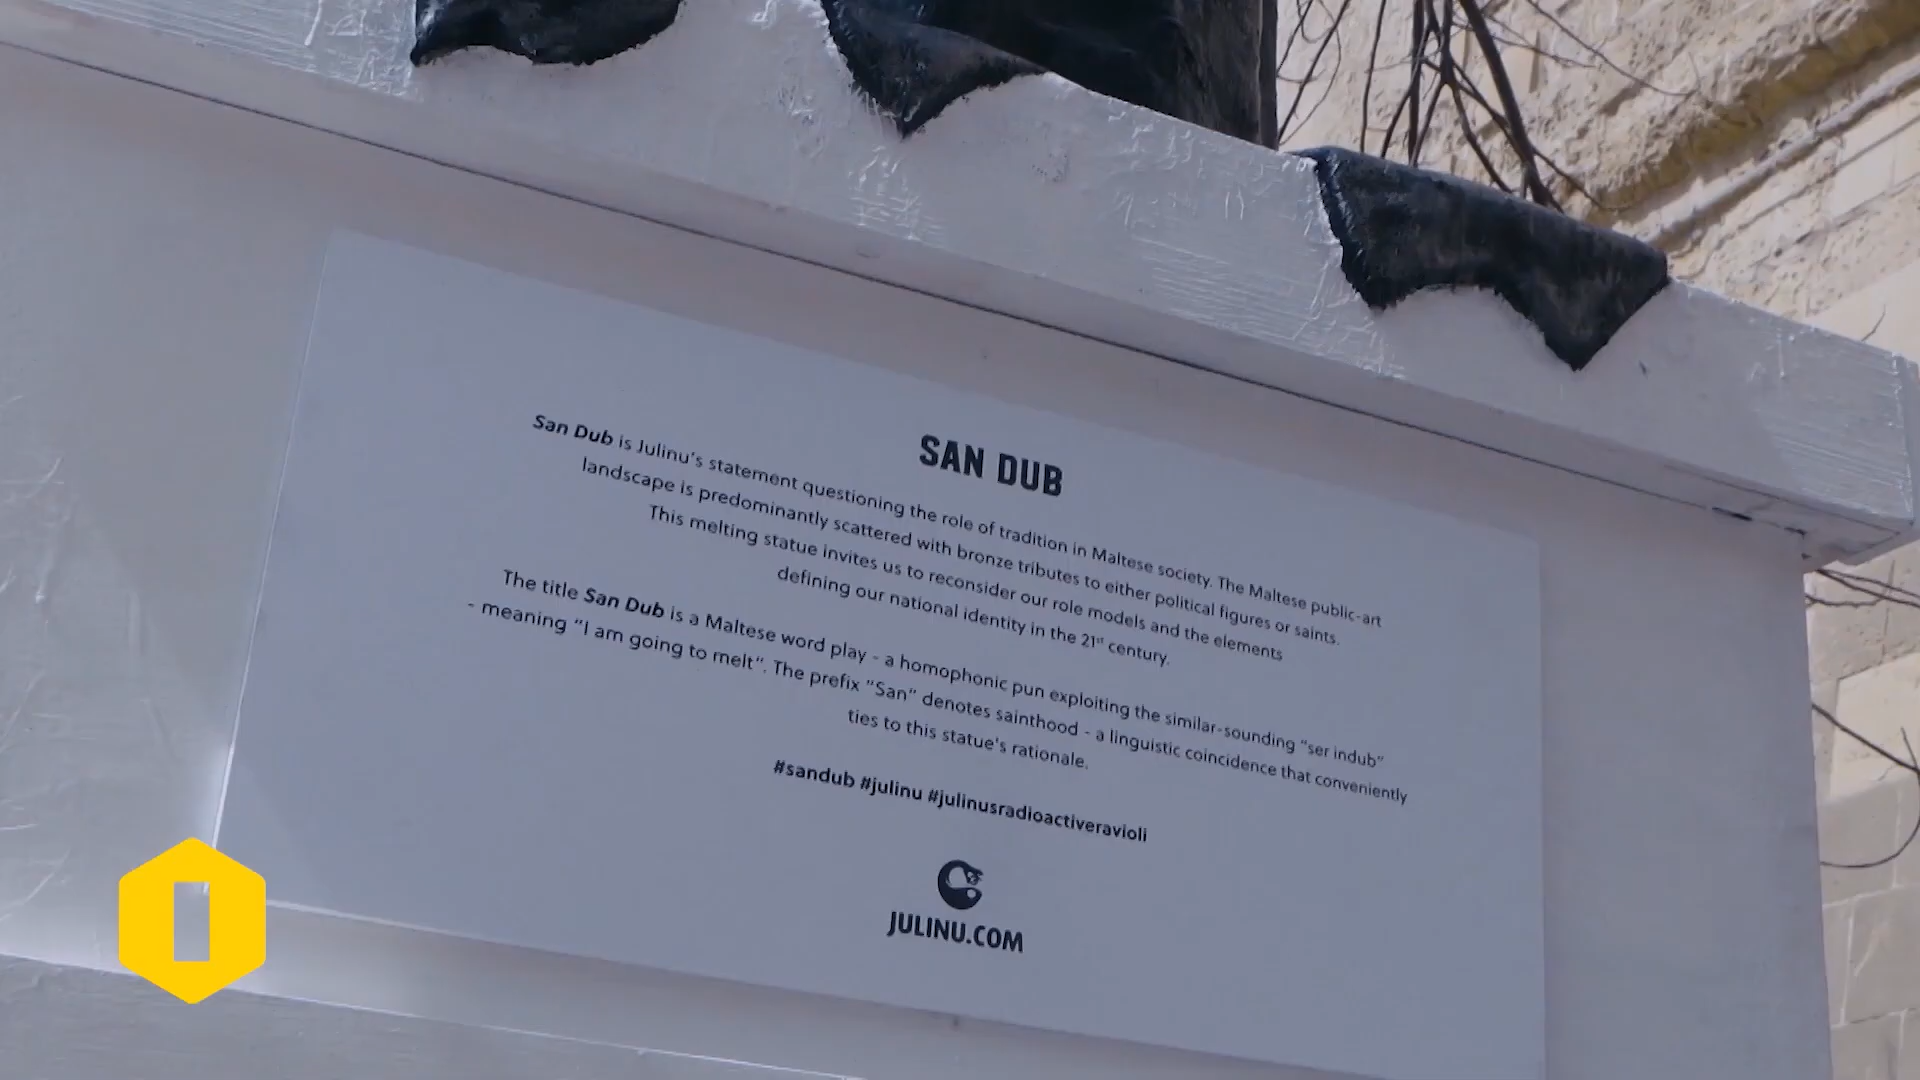 SAN DUB
San Dub is Julinu's statement questioning the role of tradition in Maltese society. The Maltese public-art
landscape is predominantly scattered with bronze tributes to either political figures or saints.
This melting statue invites us to reconsider our role models and the elements
defining our national identity in the 21st century.
The title San Dub is a Maltese word play - a homophonic pun exploiting the similar-sounding "ser indub"
- meaning "I am going to melt". The prefix "San" denotes sainthood - a linguistic coincidence that conveniently
ties to this statue's rationale.
#sandub #julinu #julinusradioactiveravioli
JULINU.COM